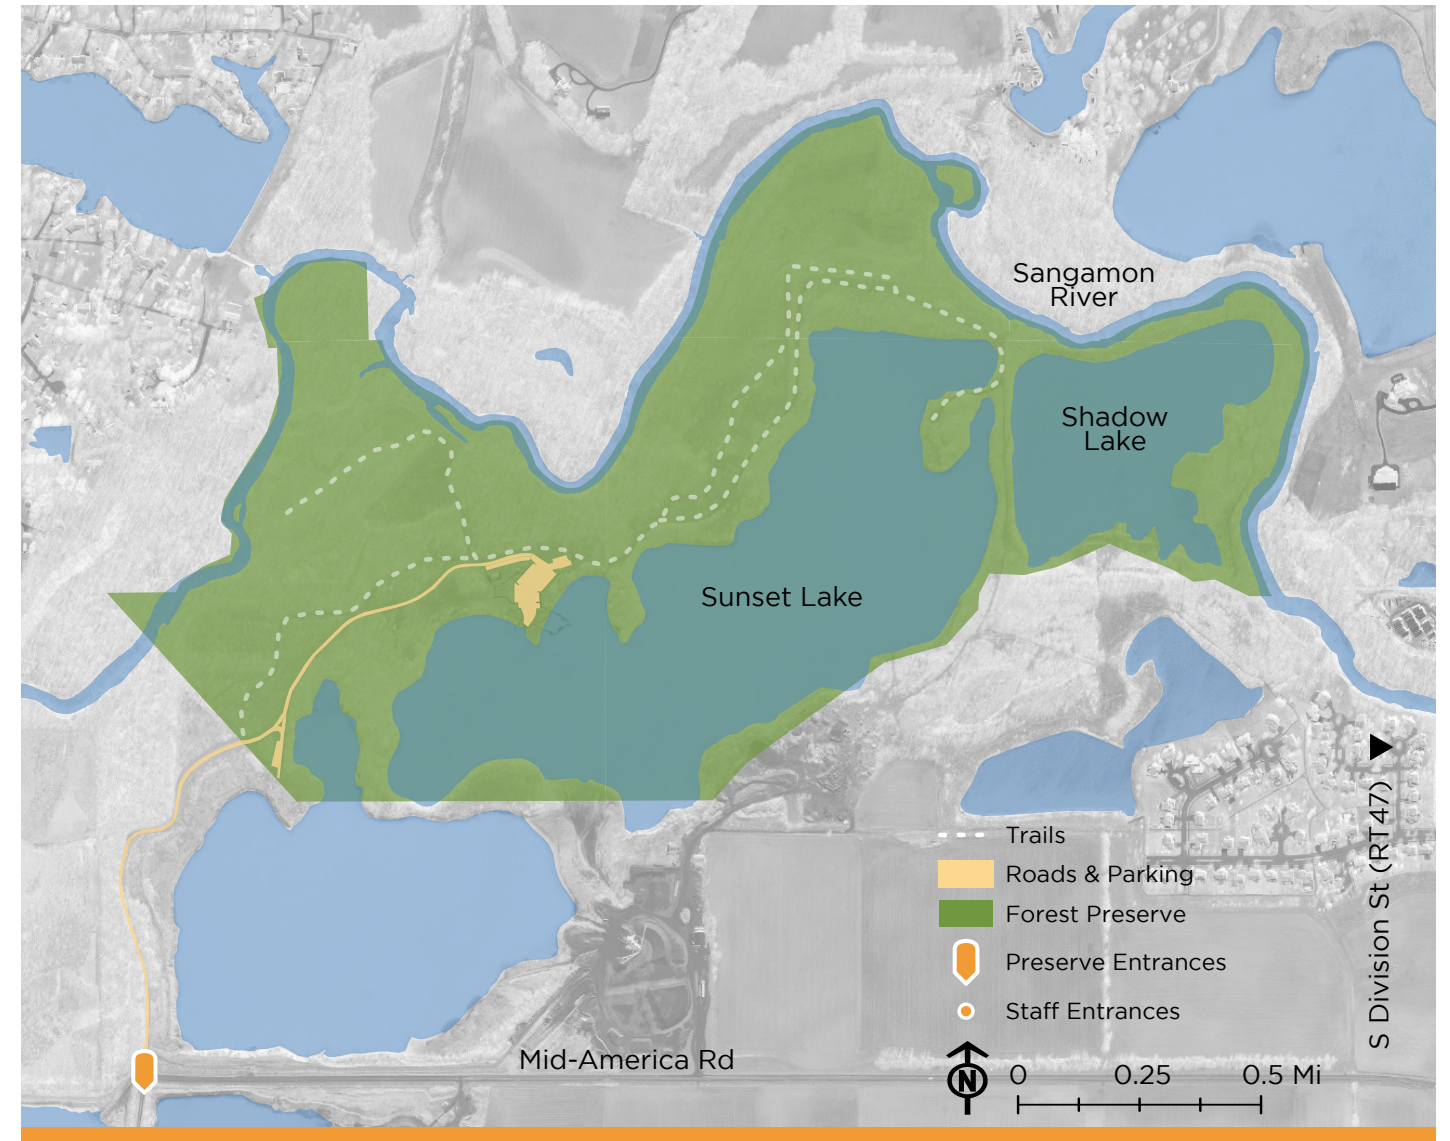 Sangamon
River
Shadow
Lake
Sunset Lake
Trails
Roads & Parking
Forest Preserve
Preserve Entrances
Staff Entrances
S Division St (RT47)
Mid-America Rd
N
0 0.25 0.5 Mi